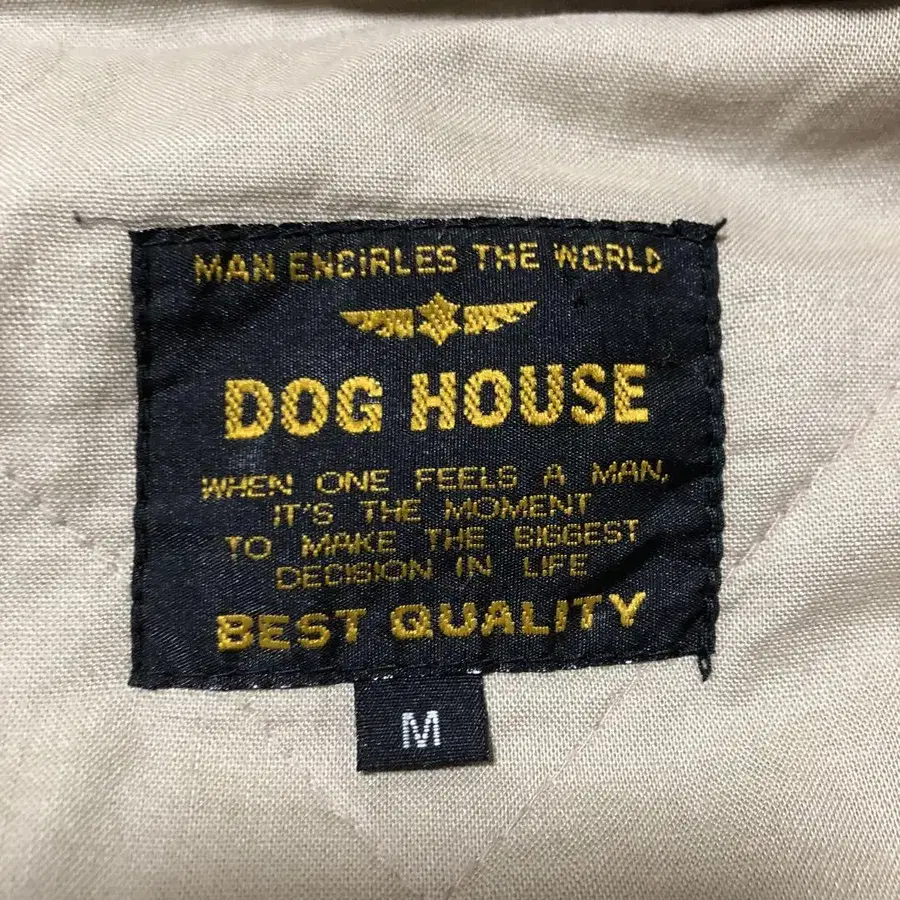 MAN ENCIRLES THE WORLD
DOG HOUSE
WHEN ONE FEELS A MAN,
IT'S THE MOMENT
TO MAKE THE BIGGEST
DECISION IN LIFE
BEST QUALITY
M